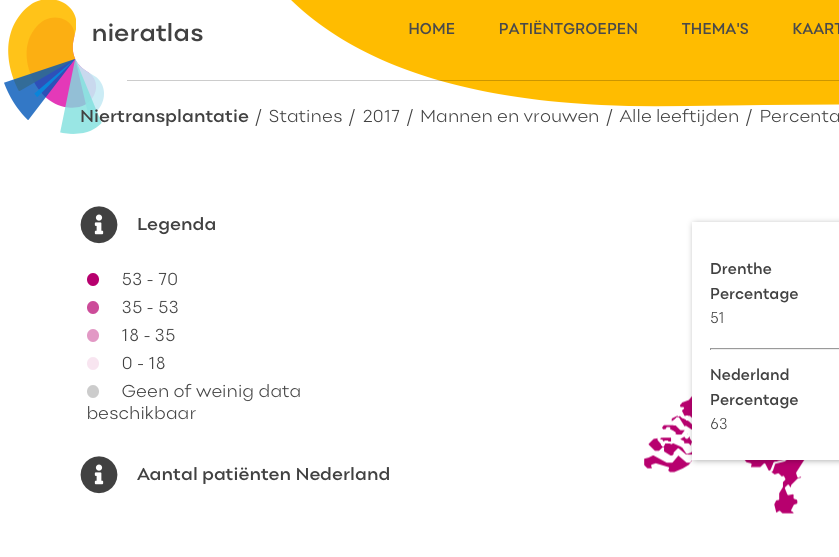 nieratlas
HOME PATIËNTGROEPEN THEMA'S KAART
Niertransplantatie / Statines / 2017 / Mannen en vrouwen / Alle leeftijden / Percenta
Legenda
53 - 70
35 - 53
18 - 35
0 - 18
Geen of weinig data
beschikbaar
Aantal patiënten Nederland
Drenthe
Percentage
51
Nederland
Percentage
63